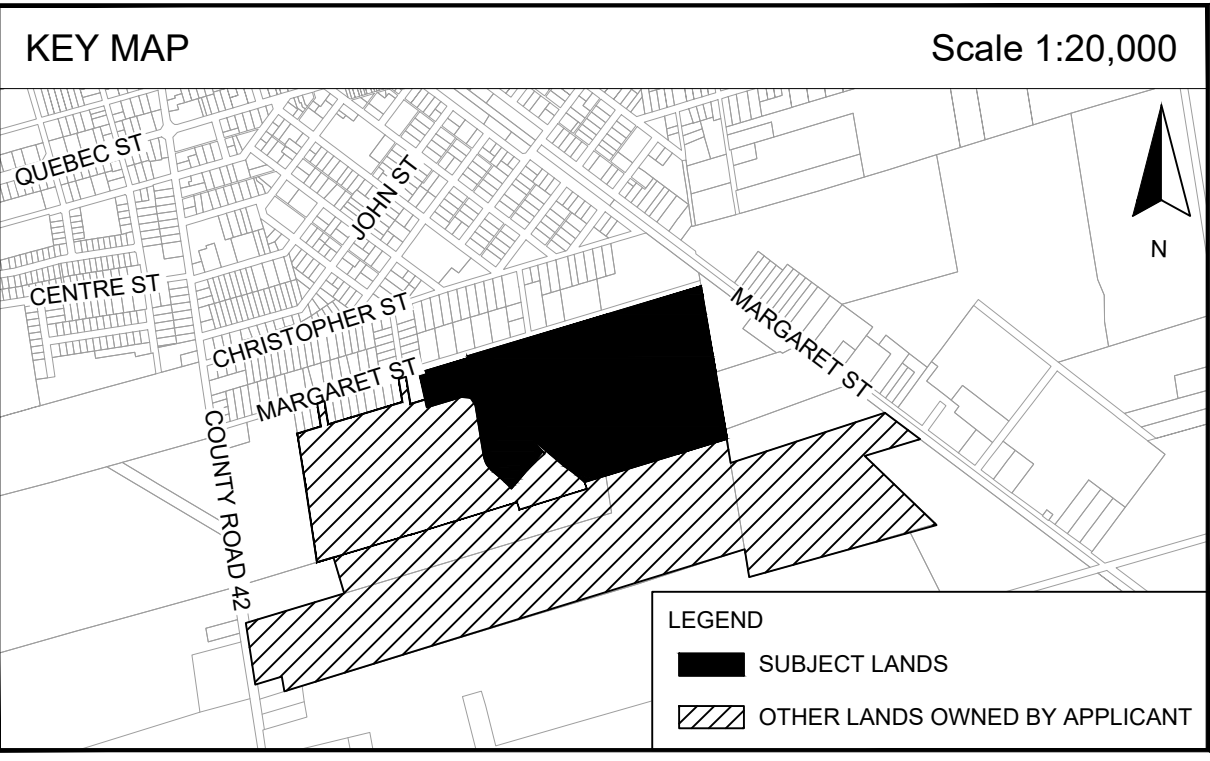 KEY MAP
Scale 1:20,000
QUEBEC ST
JOHN ST
N
CENTRE ST
CHRISTOPHER ST
MARGARET ST
MARGARET ST
COUNTY ROAD 42
LEGEND
SUBJECT LANDS
OTHER LANDS OWNED BY APPLICANT